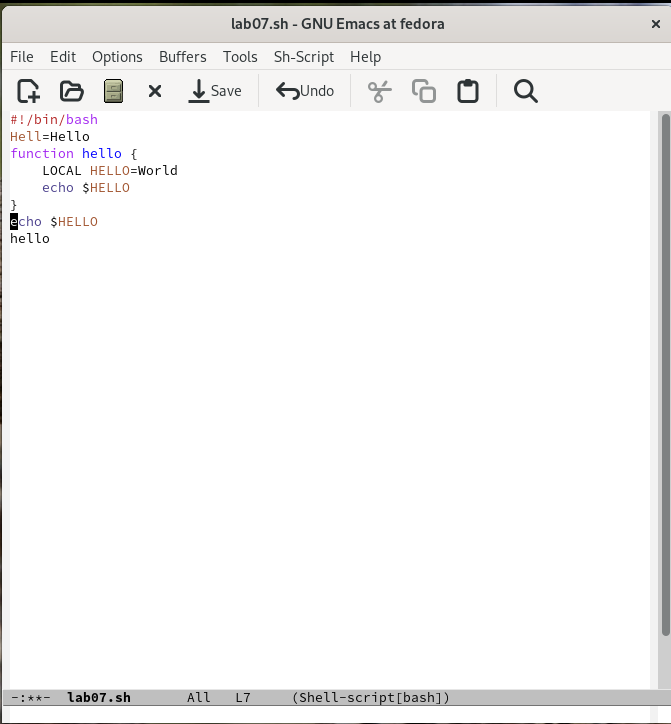 lab07.sh - GNU Emacs at fedora
File Edit Options Buffers Tools Sh-Script Help
Save Undo
#!/bin/bash
Hell=Hello
function hello {
    LOCAL HELLO=World
    echo $HELLO
}
echo $HELLO
hello
-:**-  lab07.sh       All   L7     (Shell-script[bash])